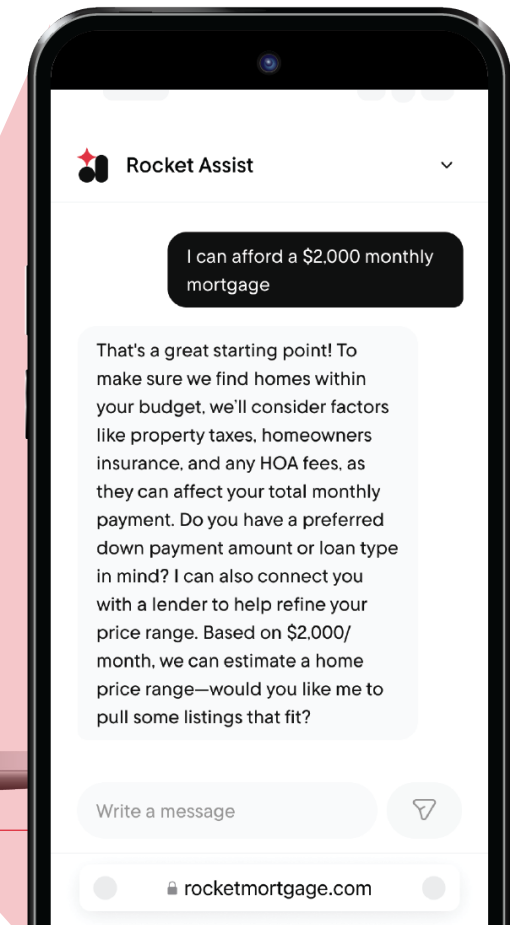 Rocket Assist
I can afford a $2,000 monthly
mortgage
That's a great starting point! To
make sure we find homes within
your budget, we'll consider factors
like property taxes, homeowners
insurance, and any HOA fees, as
they can affect your total monthly
payment. Do you have a preferred
down payment amount or loan type
in mind? I can also connect you
with a lender to help refine your
price range. Based on $2,000/
month, we can estimate a home
price range—would you like me to
pull some listings that fit?
Write a message
rocketmortgage.com